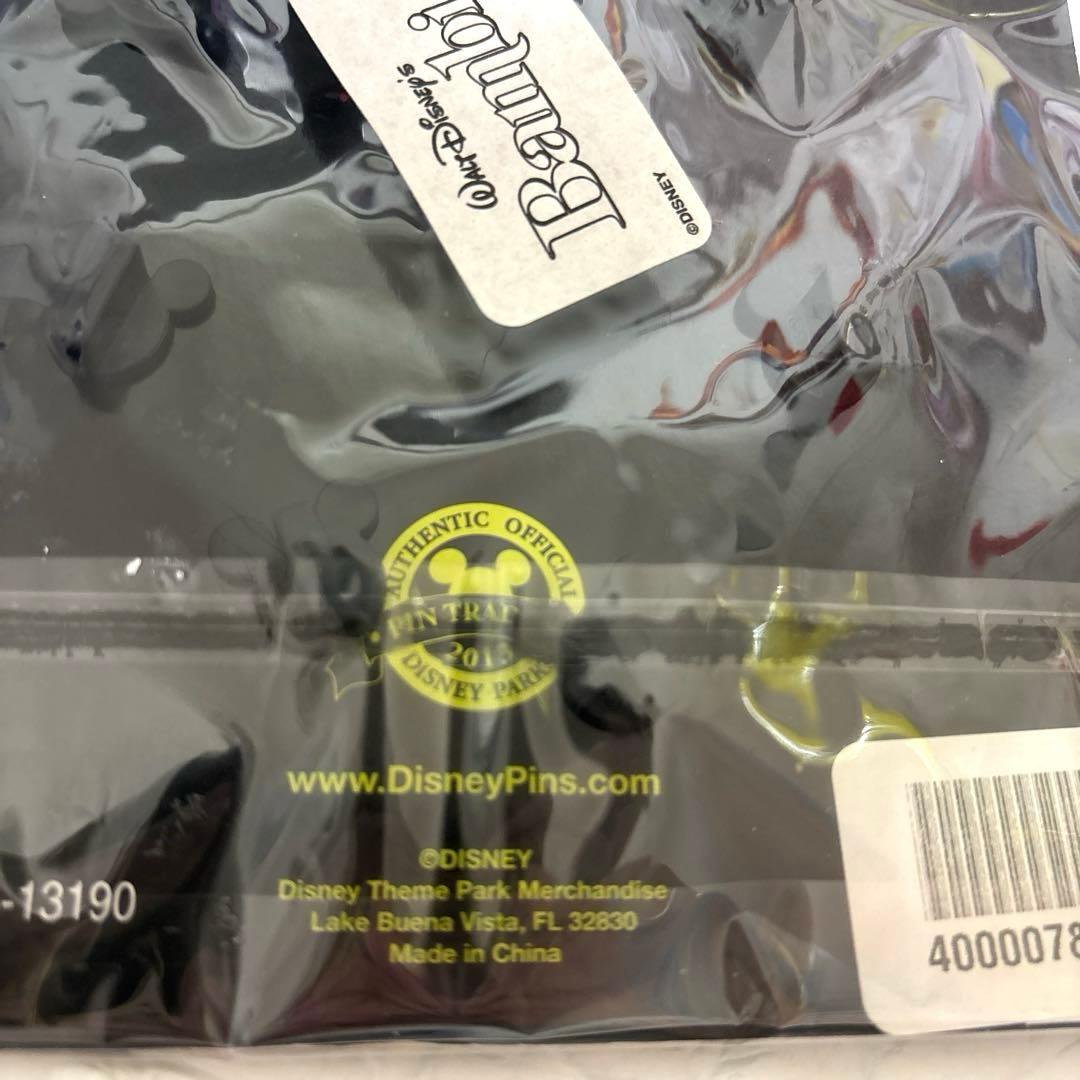 Walt Disney's
Bambi
©DISNEY
AUTHENTIC OFFICIAL
PIN
DISNEY PARKS
www.DisneyPins.com
©DISNEY
Disney Theme Park Merchandise
Lake Buena Vista, FL 32830
Made in China
-13190
4000078